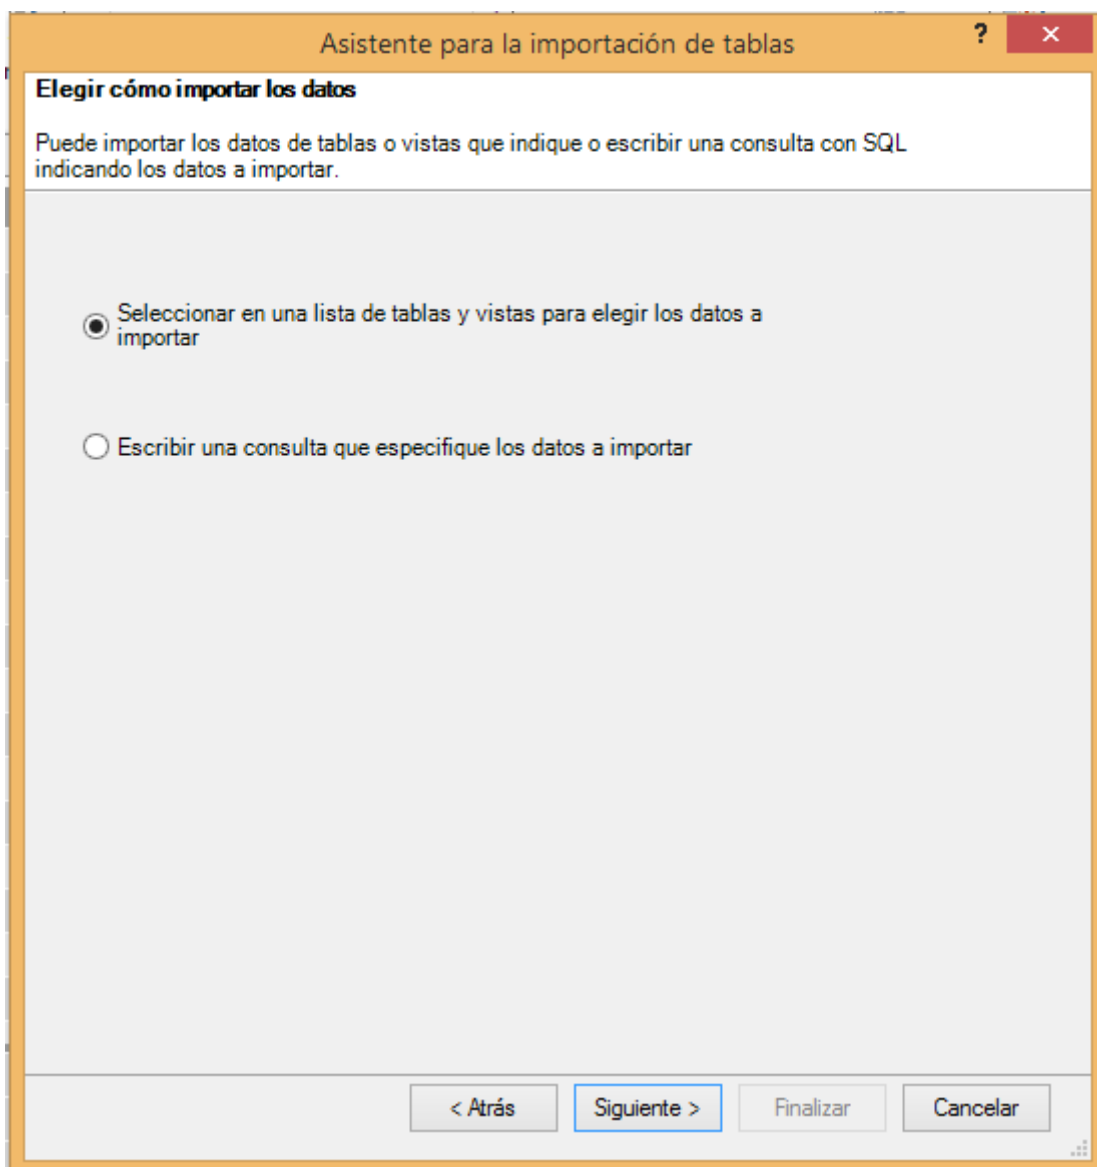 Asistente para la importación de tablas
?
Elegir cómo importar los datos
Puede importar los datos de tablas o vistas que indique o escribir una consulta con SQL
indicando los datos a importar.
Seleccionar en una lista de tablas y vistas para elegir los datos a
importar
Escribir una consulta que especifique los datos a importar
< Atrás
Siguiente >
Finalizar
Cancelar